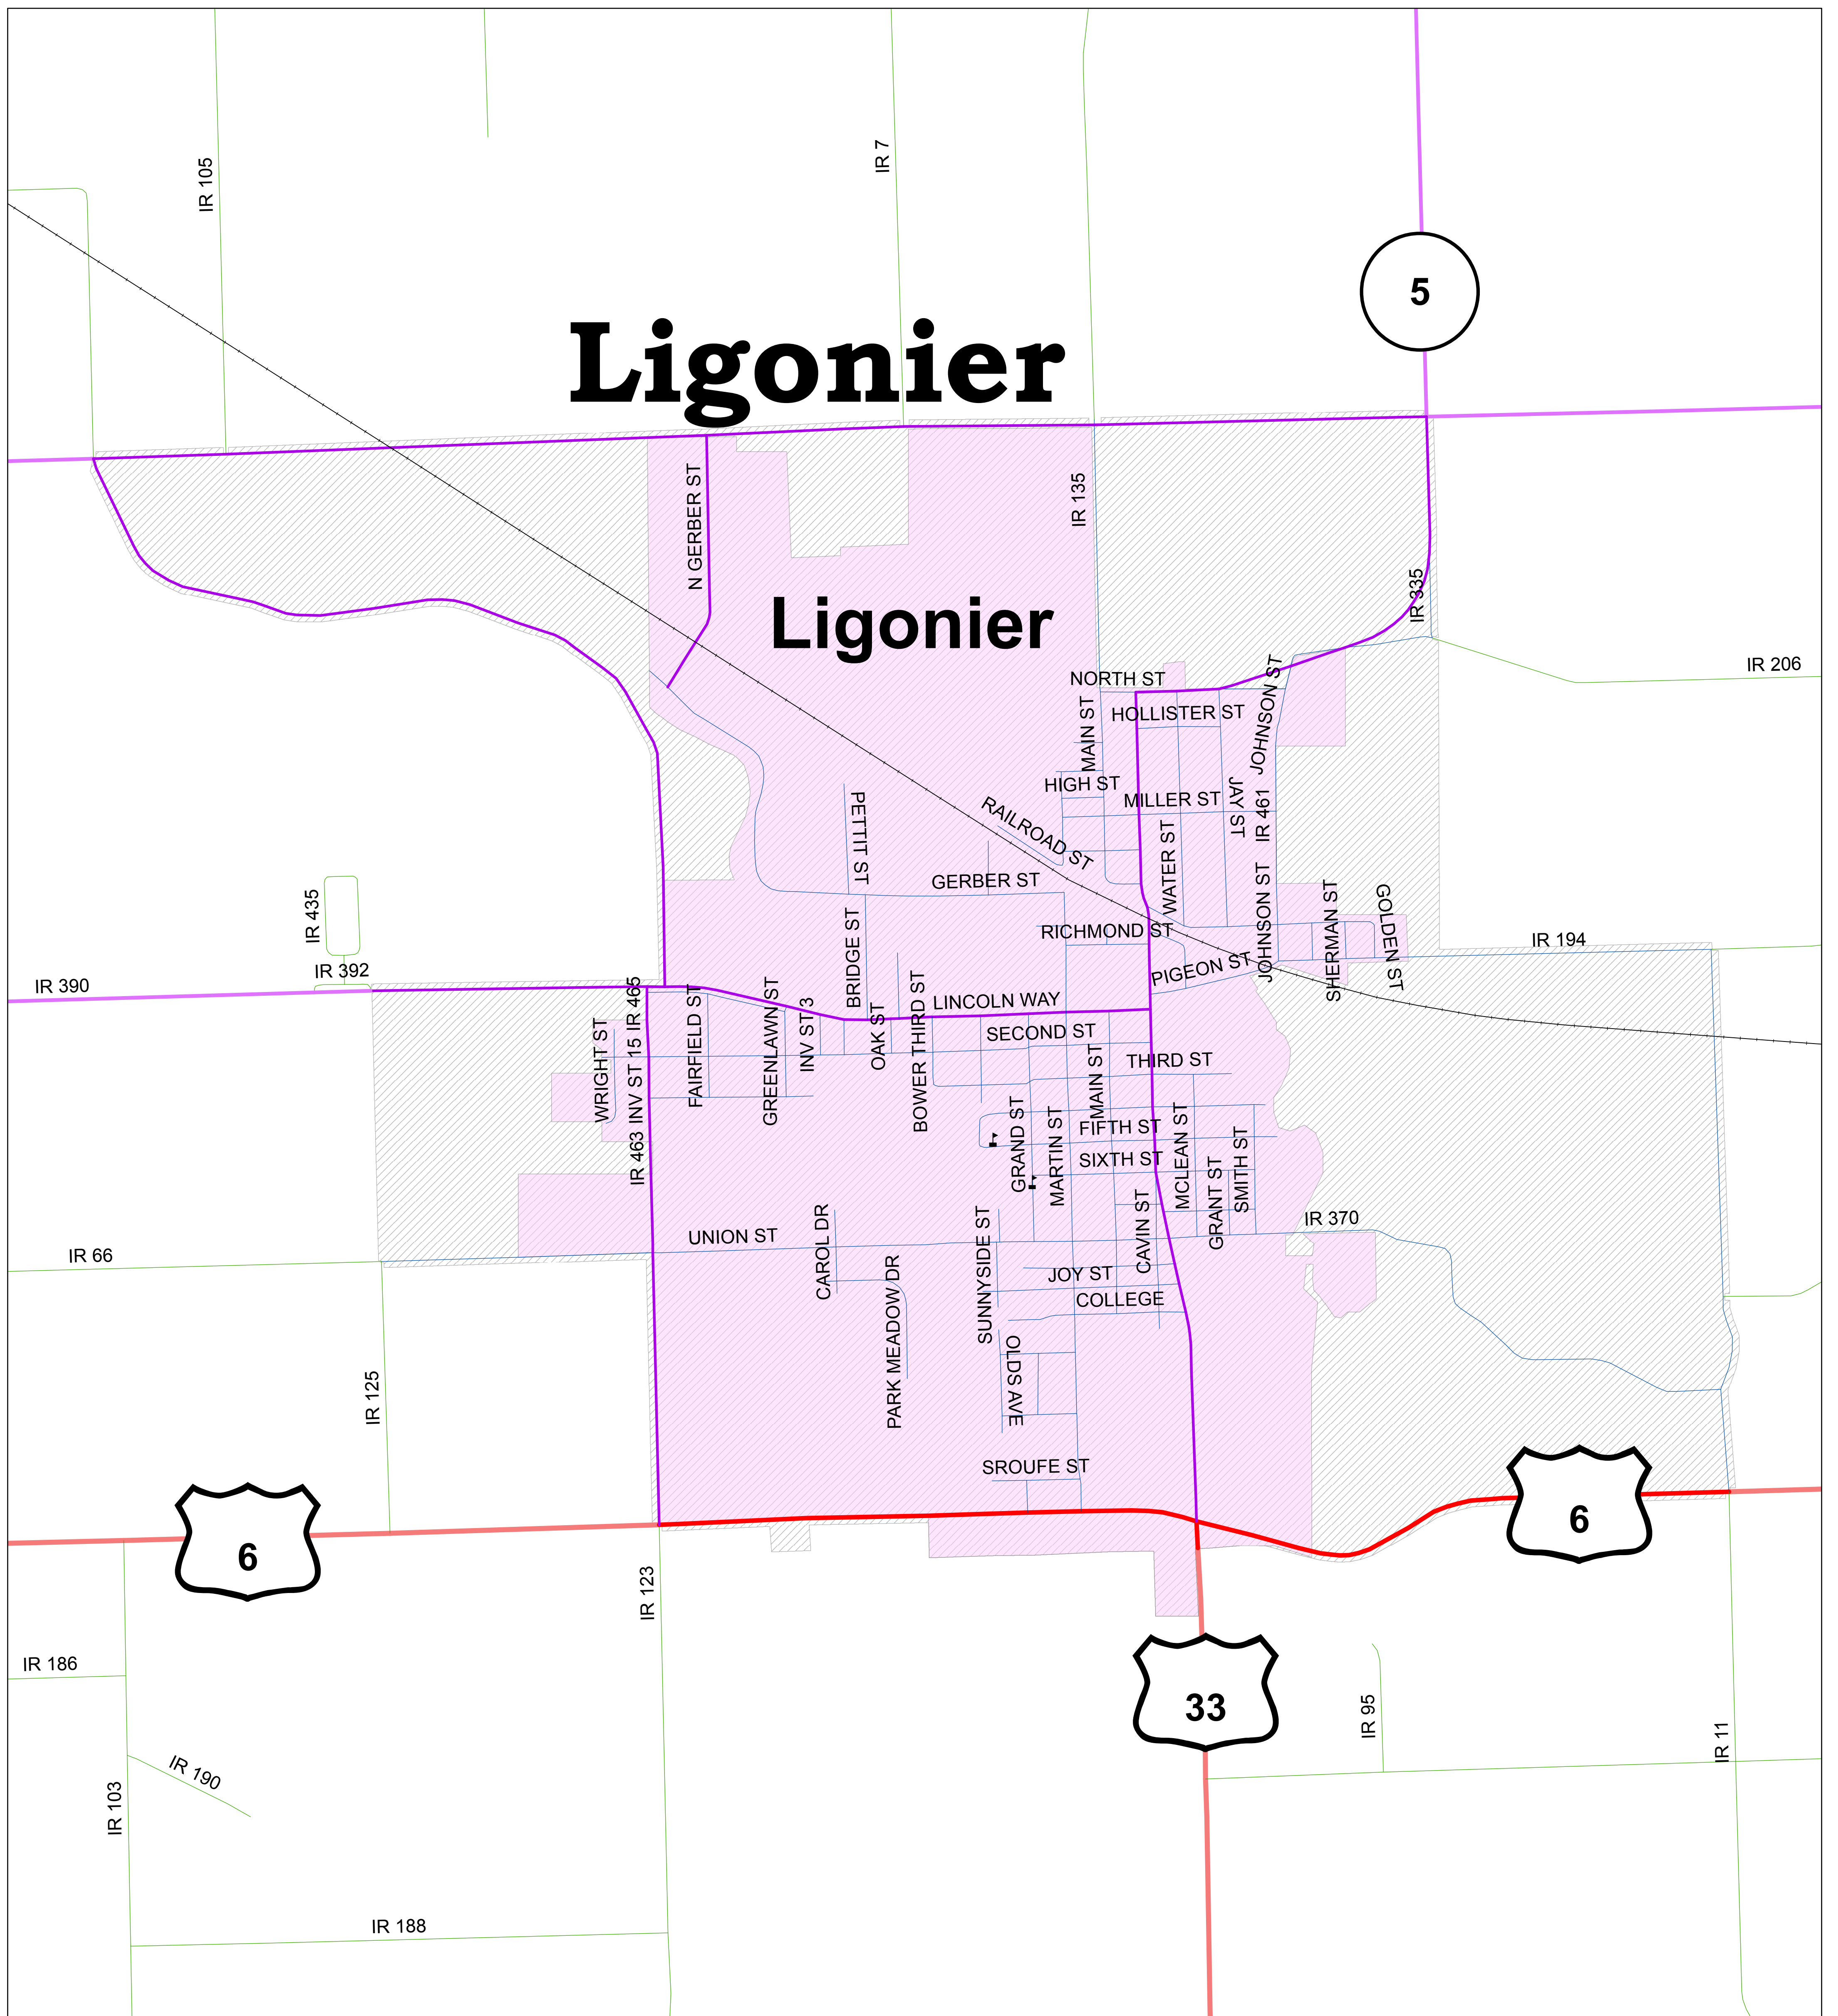 IR 105
IR 7
5
Ligonier
N GERBER ST
IR 135
IR 335
Ligonier
IR 206
NORTH ST
MAIN ST
HOLLISTER ST
JOHNSON ST
HIGH ST
MILLER ST
JAY ST
IR 461
PETTIT ST
RAILROAD ST
WATER ST
GERBER ST
JOHNSON ST
SHERMAN ST
GOLDEN ST
IR 435
BRIDGE ST
RICHMOND ST
IR 194
IR 392
PIGEON ST
IR 390
IR 465
LINCOLN WAY
WRIGHT ST
INV ST 15
FAIRFIELD ST
GREENLAWN ST
INV ST 3
OAK ST
BOWER THIRD ST
SECOND ST
MAIN ST
THIRD ST
IR 463
GRAND ST
MARTIN ST
FIFTH ST
SIXTH ST
MCLEAN ST
GRANT ST
SMITH ST
IR 66
UNION ST
CAROL DR
SUNNYSIDE ST
CAVIN ST
IR 370
JOY ST
COLLEGE
PARK MEADOW DR
OLDS AVE
IR 125
SROUFE ST
6
6
IR 123
IR 186
33
IR 95
IR 11
IR 190
IR 103
IR 188